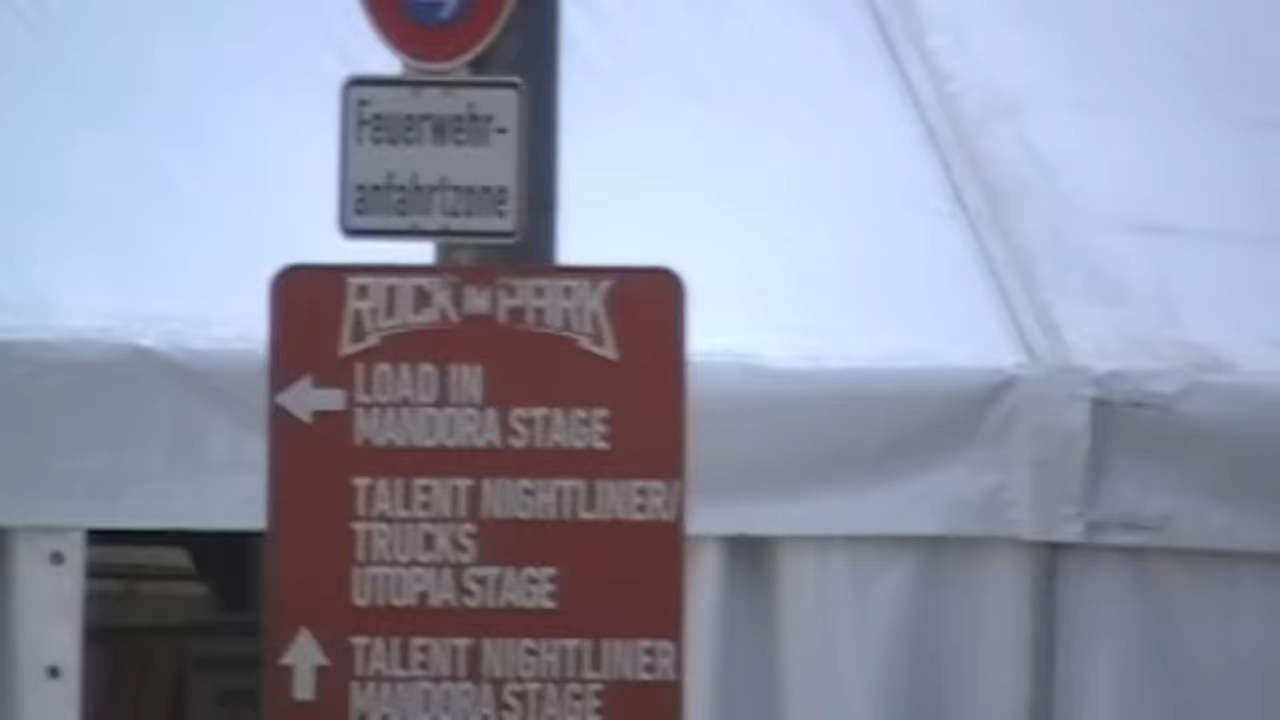 Feuerwehr-
anfahrtzone
ROCK IM PARK
LOAD IN
MANDORA STAGE
TALENT NIGHTLINER/
TRUCKS
UTOPIA STAGE
TALENT NIGHTLINER
MANDORA STAGE